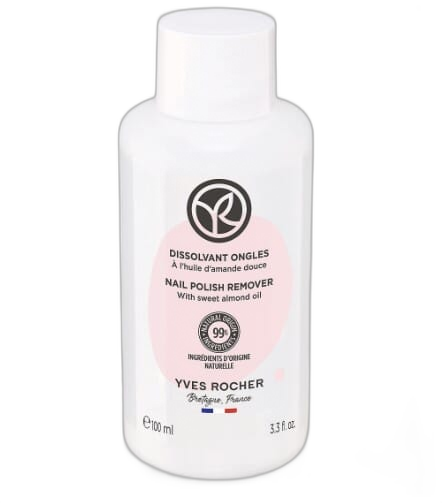 DISSOLVANT ONGLES
À l'huile d'amande douce
NAIL POLISH REMOVER
With sweet almond oil
NATURAL ORIGIN
99%
INGREDIENTS
INGRÉDIENTS D'ORIGINE
NATURELLE
YVES ROCHER
Bretagne, France
℮100 ml
3.3 fl. oz.